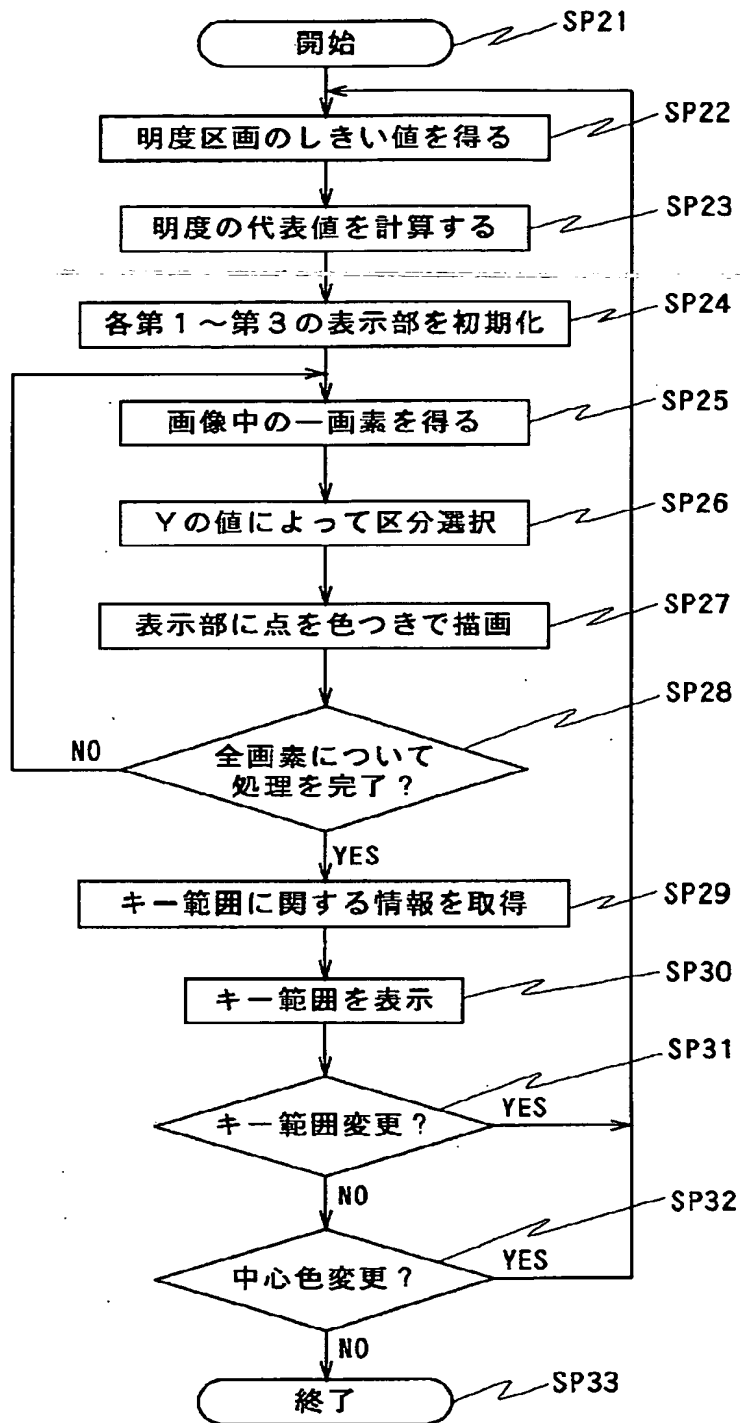 開始
SP21
明度区画のしきい値を得る
SP22
明度の代表値を計算する
SP23
各第1~第3の表示部を初期化
SP24
画像中の一画素を得る
SP25
Yの値によって区分選択
SP26
表示部に点を色つきで描画
SP27
全画素について
処理を完了?
SP28
NO
YES
キー範囲に関する情報を取得
SP29
キー範囲を表示
SP30
キー範囲変更?
SP31
YES
NO
中心色変更?
SP32
YES
NO
終了
SP33